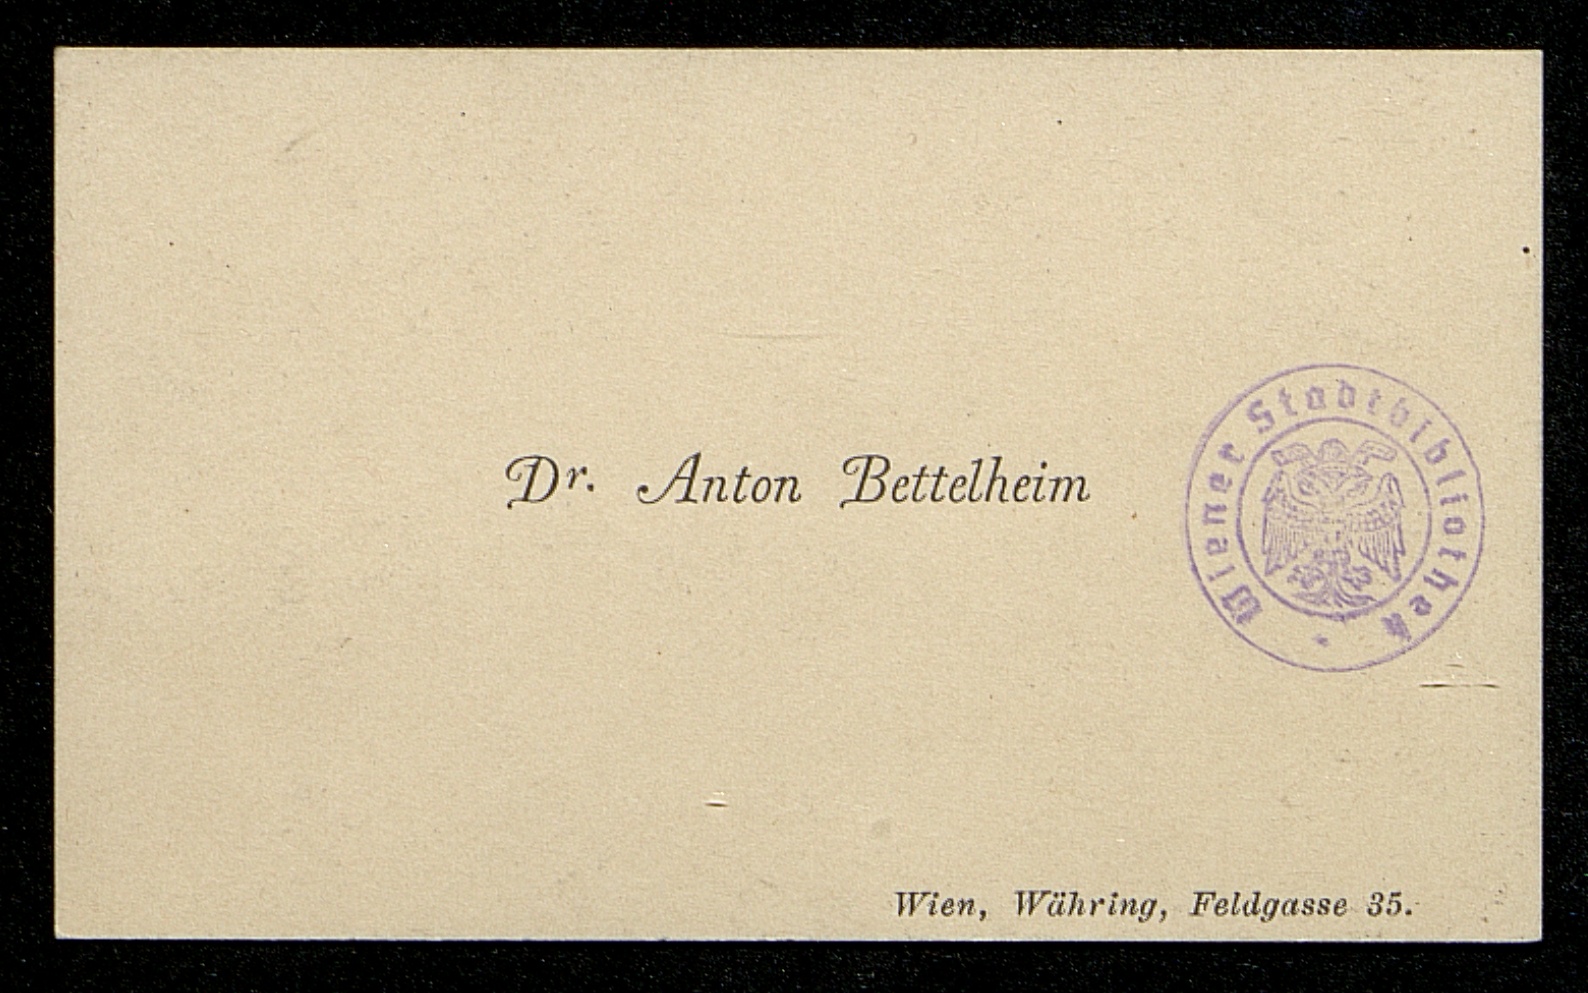 Dr. Anton Bettelheim
Wiener Stadtbibliothek
Wien, Währing, Feldgasse 35.